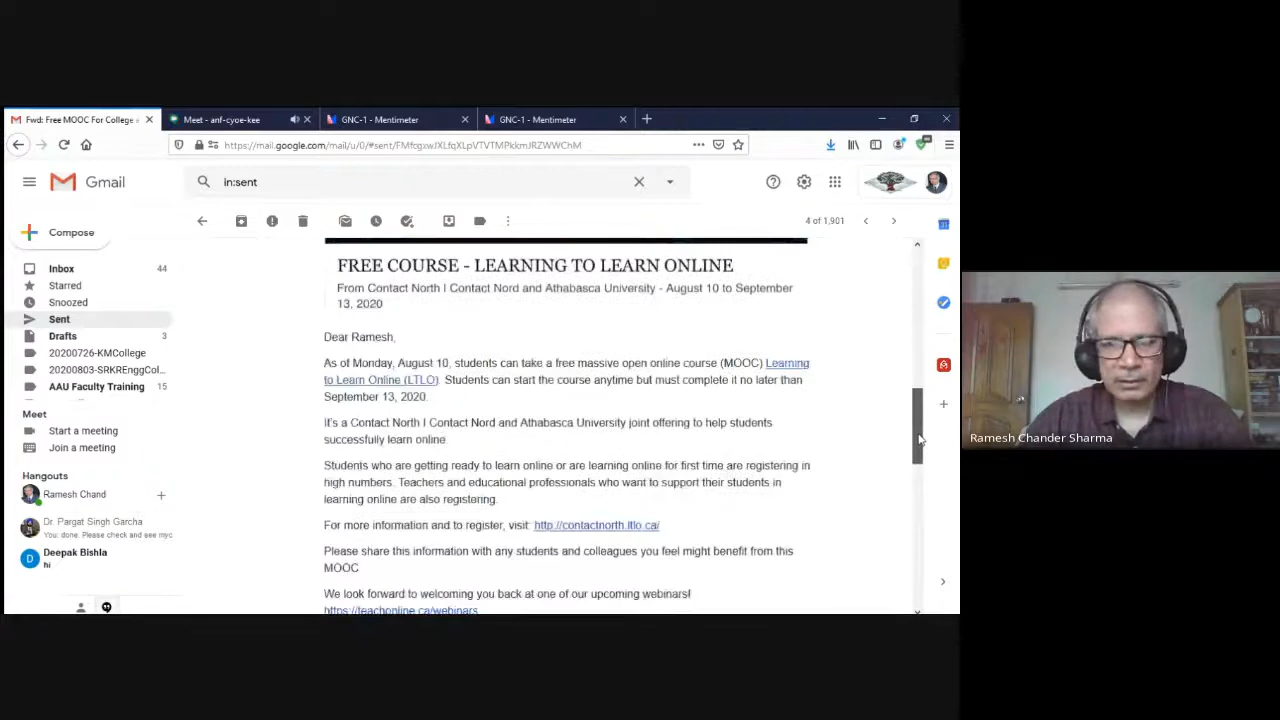 Fwd: Free MOOC For College
Meet - anf-cyoe-kee
GNC-1 - Mentimeter
GNC-1 - Mentimeter
https://mail.google.com/mail/u/0/#sent/FMfcgxwJXLfqXLpVTVTMPkkmJRZWWChM
Gmail
in:sent
Compose
4 of 1,901
Inbox 44
Starred
Snoozed
Sent
Drafts 3
20200726-KMCollege
20200803-SRKREnggCol...
AAU Faculty Training 15
Meet
Start a meeting
Join a meeting
Hangouts
Ramesh Chand
Dr. Pargat Singh Garcha
You: done. Please check and see myc
Deepak Bishla
hi
FREE COURSE - LEARNING TO LEARN ONLINE
From Contact North I Contact Nord and Athabasca University - August 10 to September
13, 2020
Dear Ramesh,
As of Monday, August 10, students can take a free massive open online course (MOOC) Learning
to Learn Online (LTLO). Students can start the course anytime but must complete it no later than
September 13, 2020.
It's a Contact North I Contact Nord and Athabasca University joint offering to help students
successfully learn online.
Students who are getting ready to learn online or are learning online for first time are registering in
high numbers. Teachers and educational professionals who want to support their students in
learning online are also registering.
For more information and to register, visit: http://contactnorth.ltlo.ca/
Please share this information with any students and colleagues you feel might benefit from this
MOOC
We look forward to welcoming you back at one of our upcoming webinars!
https://teachonline.ca/webinars
Ramesh Chander Sharma